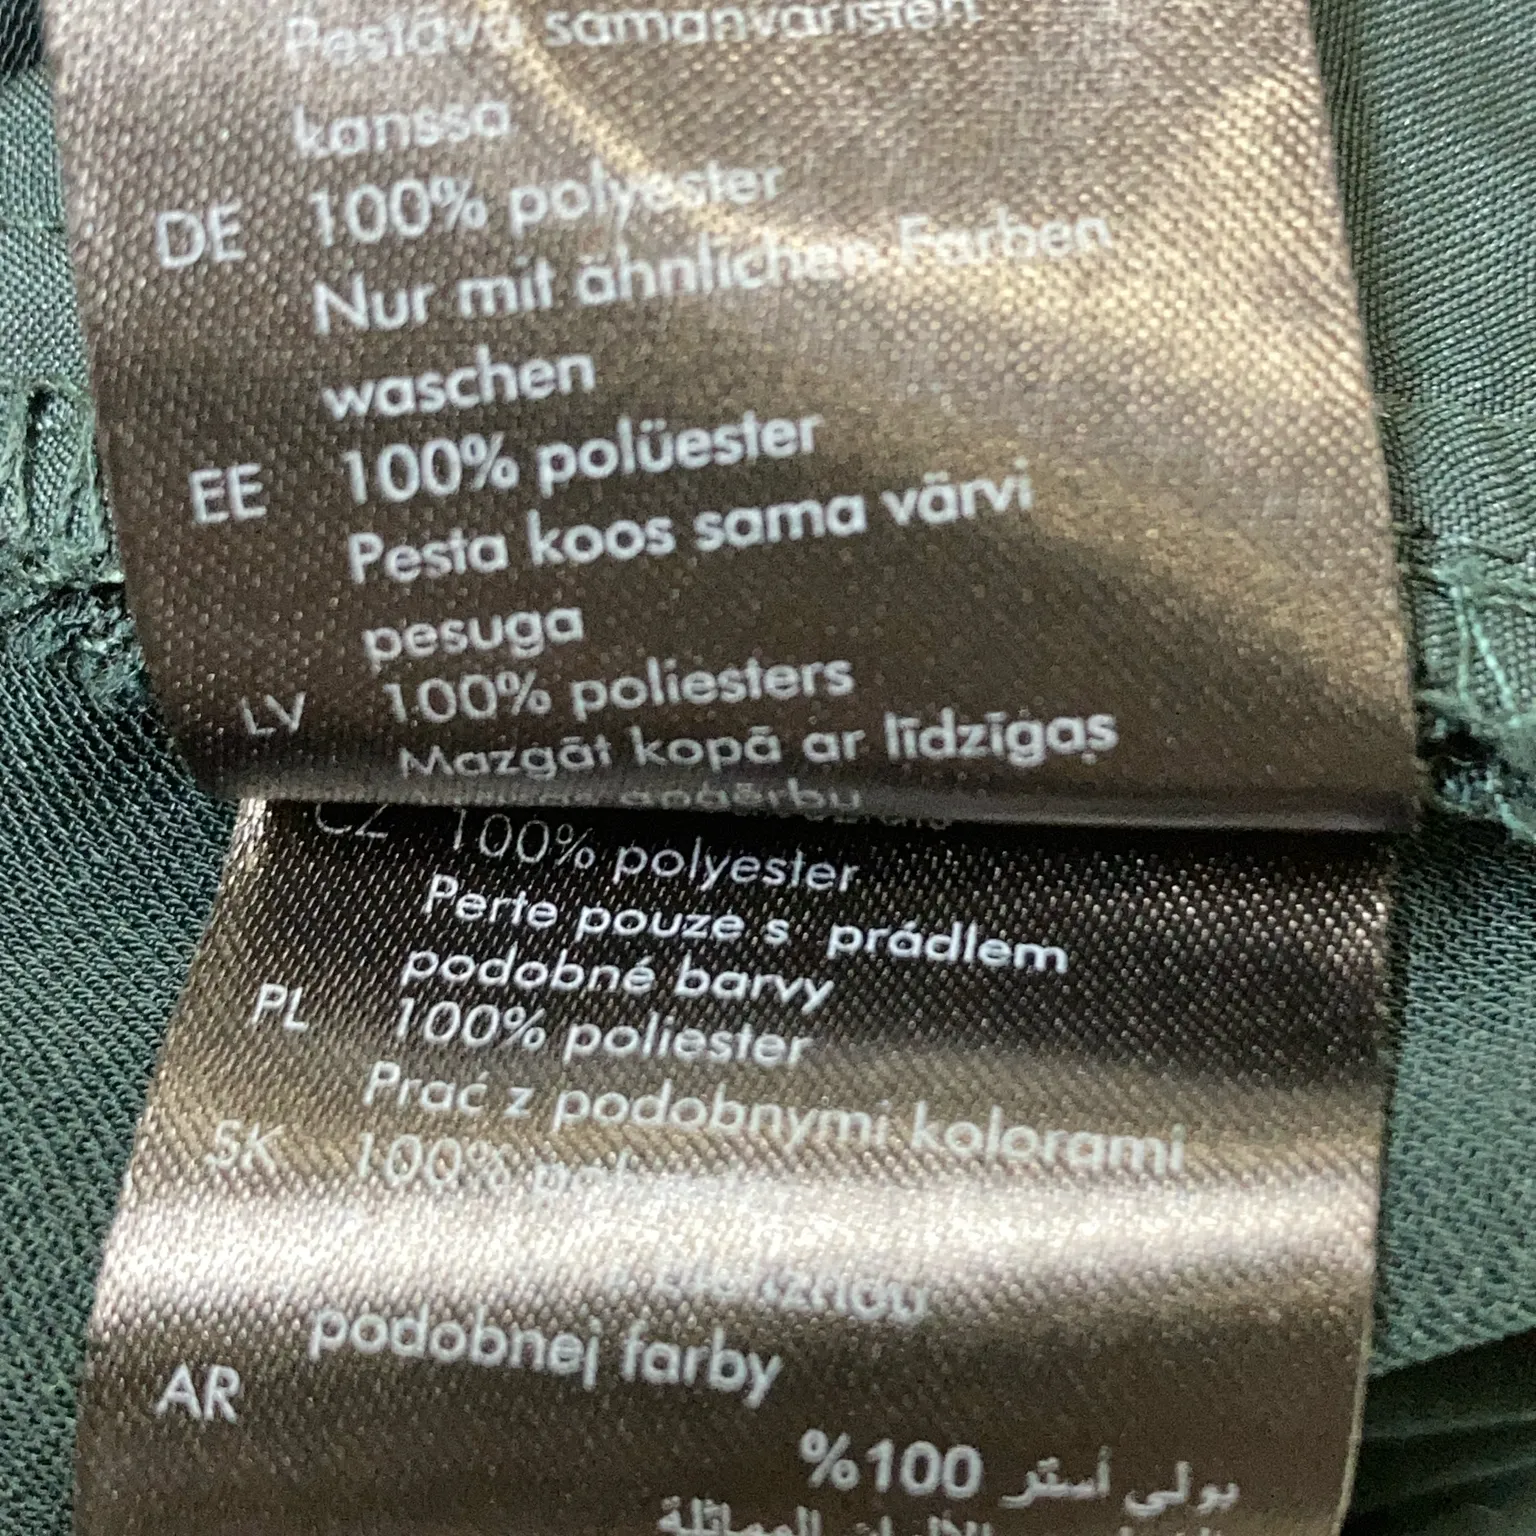 Pestävä samanväristen
kanssa
DE 100% polyester
Nur mit ähnlichen Farben
waschen
EE 100% polüester
Pesta koos sama värvi
pesuga
LV 100% poliesters
Mazgāt kopā ar līdzīgas
apģērbu
CZ 100% polyester
Perte pouze s prádlem
podobné barvy
PL 100% poliester
Prać z podobnymi kolorami
SK 100%
podobnej farby
AR
بولي أستر 100%